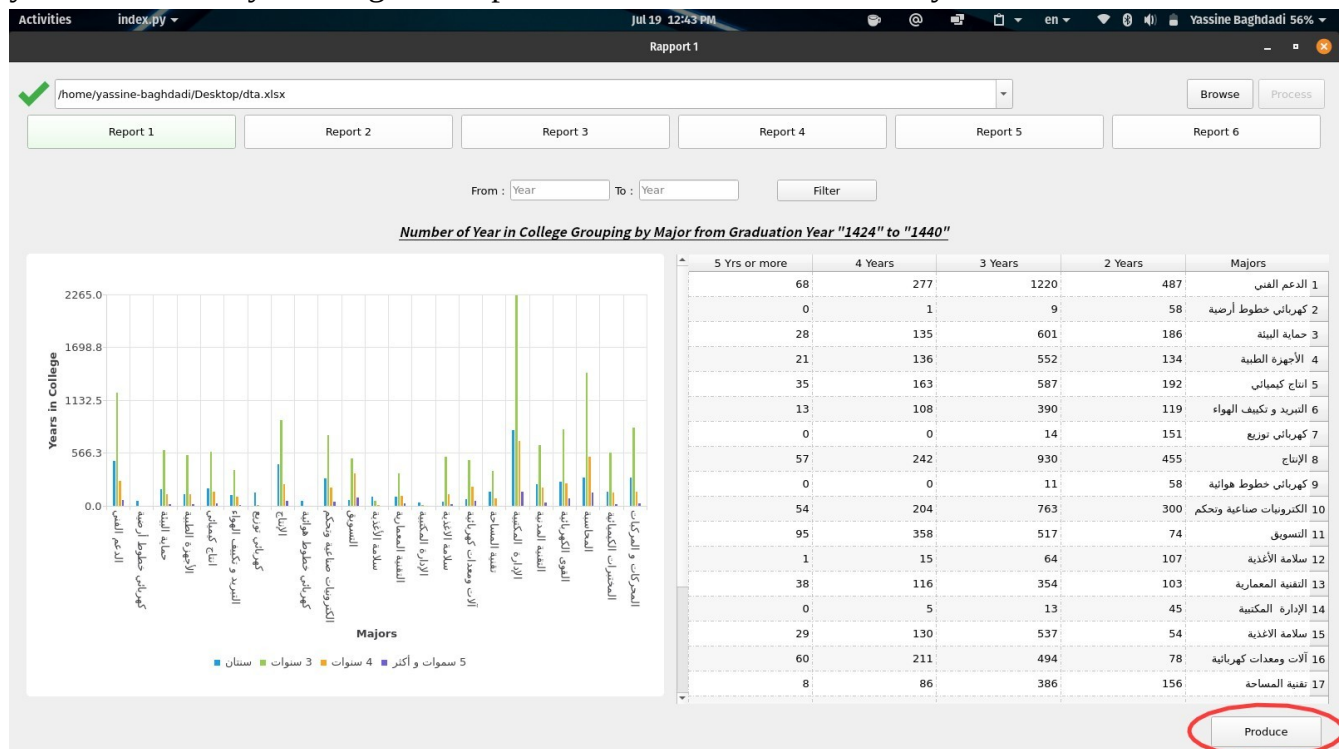 Activities index.py Jul 19 12:43 PM en Yassine Baghdadi 56%
Rapport 1
/home/yassine-baghdadi/Desktop/dta.xlsx Browse Process
Report 1 Report 2 Report 3 Report 4 Report 5 Report 6
From : Year To : Year Filter
Number of Year in College Grouping by Major from Graduation Year "1424" to "1440"
2265.0
1698.8
1132.5
566.3
0.0
Years in College
الدعم الفني
كهربائي خطوط أرضية
حماية البيئة
الأجهزة الطبية
انتاج كيميائي
التبريد و تكييف الهواء
كهربائي توزيع
الإنتاج
كهربائي خطوط هوائية
الكترونيات صناعية وتحكم
التسويق
سلامة الأغذية
التقنية المعمارية
الإدارة المكتبية
سلامة الاغذية
آلات ومعدات كهربائية
تقنية المساحة
الإدارة المكتبية
التقنية المدنية
القوى الكهربائية
المحاسبة
المختبرات الكيميائية
المحركات و المركبات
Majors
سنتان 3 سنوات 4 سنوات 5 سموات و أكثر
5 Yrs or more 4 Years 3 Years 2 Years Majors
68 277 1220 487 الدعم الفني 1
0 1 9 58 كهربائي خطوط أرضية 2
28 135 601 186 حماية البيئة 3
21 136 552 134 الأجهزة الطبية 4
35 163 587 192 انتاج كيميائي 5
13 108 390 119 التبريد و تكييف الهواء 6
0 0 14 151 كهربائي توزيع 7
57 242 930 455 الإنتاج 8
0 0 11 58 كهربائي خطوط هوائية 9
54 204 763 300 الكترونيات صناعية وتحكم 10
95 358 517 74 التسويق 11
1 15 64 107 سلامة الأغذية 12
38 116 354 103 التقنية المعمارية 13
0 5 13 45 الإدارة المكتبية 14
29 130 537 54 سلامة الاغذية 15
60 211 494 78 آلات ومعدات كهربائية 16
8 86 386 156 تقنية المساحة 17
Produce